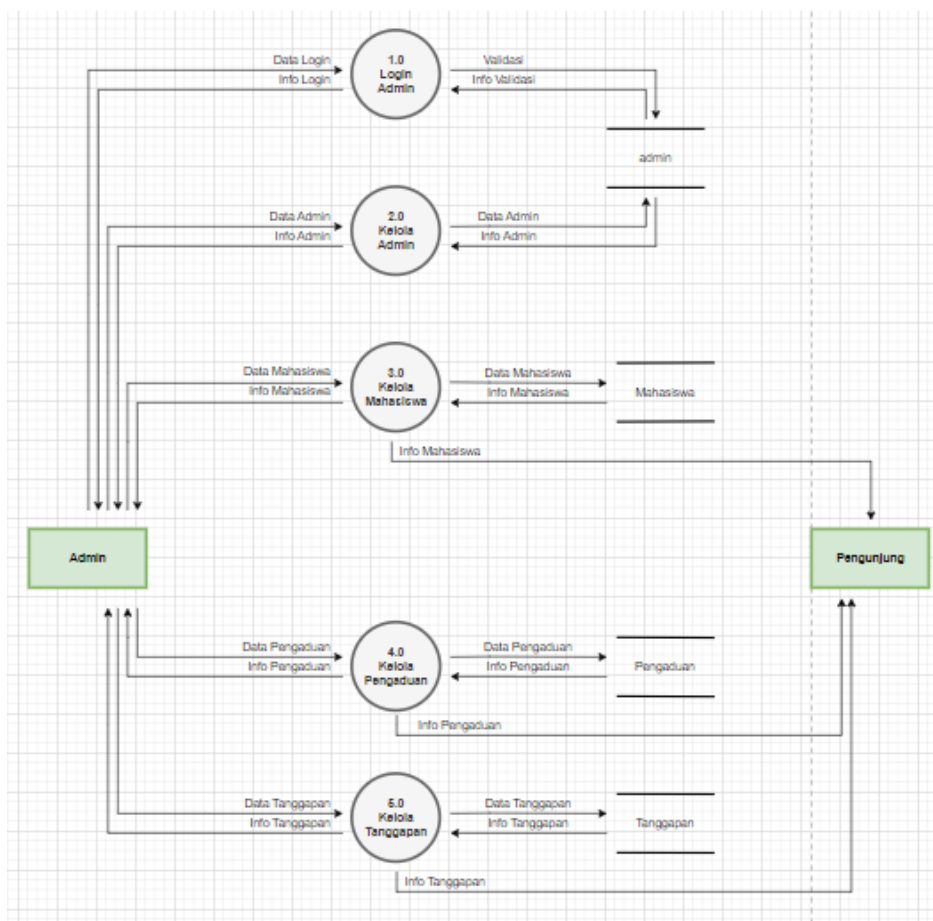 Data Login
Info Login
1.0
Login
Admin
Validasi
Info Validasi
admin
Data Admin
Info Admin
2.0
Kelola
Admin
Data Admin
Info Admin
Data Mahasiswa
Info Mahasiswa
3.0
Kelola
Mahasiswa
Data Mahasiswa
Info Mahasiswa
Mahasiswa
Info Mahasiswa
Admin
Pengunjung
Data Pengaduan
Info Pengaduan
4.0
Kelola
Pengaduan
Data Pengaduan
Info Pengaduan
Pengaduan
Info Pengaduan
Data Tanggapan
Info Tanggapan
5.0
Kelola
Tanggapan
Data Tanggapan
Info Tanggapan
Tanggapan
Info Tanggapan